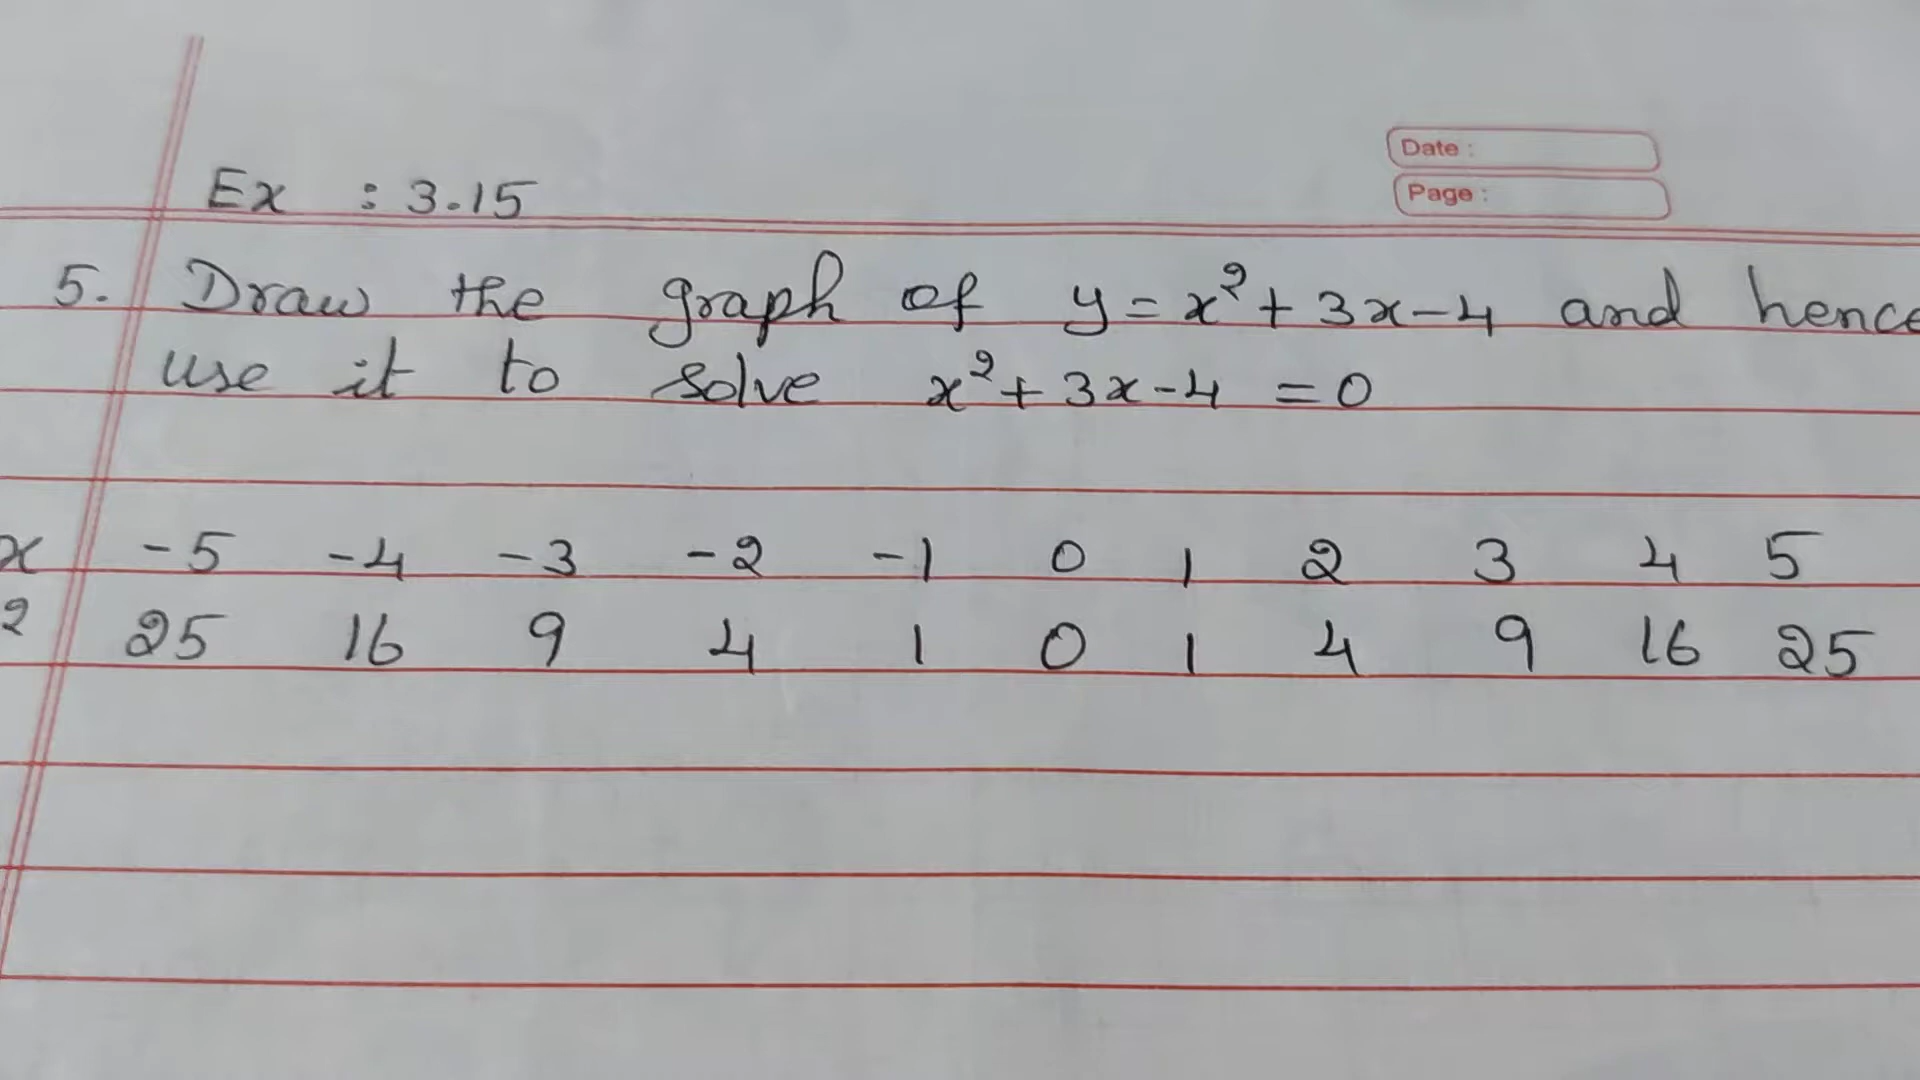 Date :
Page :
Ex : 3.15
5. Draw the graph of y = x² + 3x - 4 and hence
use it to solve x² + 3x - 4 = 0
x -5 -4 -3 -2 -1 0 1 2 3 4 5
2 25 16 9 4 1 0 1 4 9 16 25